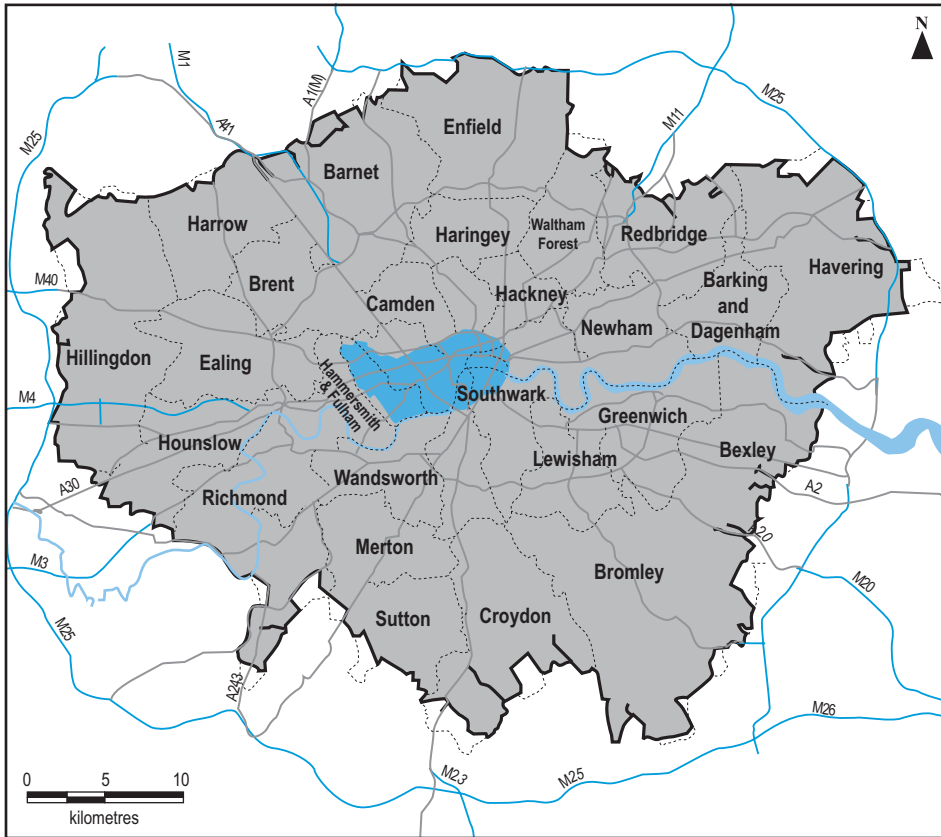 N
M1
A1(M)
M25
M11
M25
A41
Enfield
Barnet
Harrow
Haringey
Waltham
Forest
Redbridge
Havering
Barking
and
Dagenham
Brent
M40
Camden
Hackney
Newham
Hillingdon
Ealing
Hammersmith
& Fulham
Southwark
M4
Greenwich
Hounslow
Bexley
Lewisham
Wandsworth
A30
Richmond
A2
A20
Merton
M3
Bromley
M20
Sutton
Croydon
M25
A243
M26
M25
M23
0 5 10
kilometres